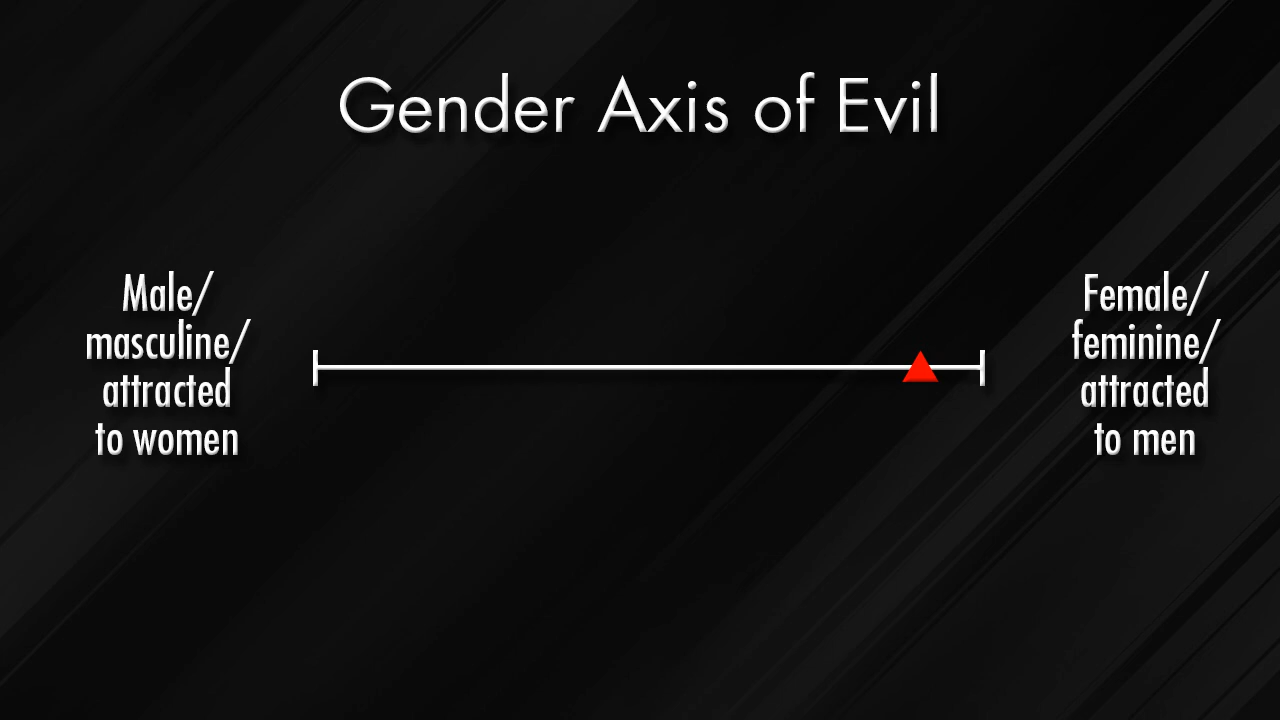 Gender Axis of Evil
Male/
masculine/
attracted
to women
Female/
feminine/
attracted
to men